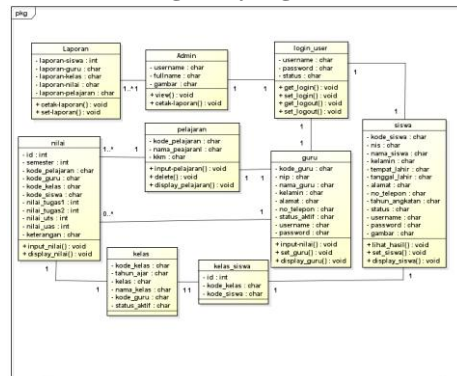 pkg
Laporan
- laporan-siswa : int
- laporan-guru : char
- laporan-kelas : char
- laporan-nilai : char
- laporan-pelajaran : char
+ cetak-laporan() : void
+ set-laporan() : void
1..*
1
Admin
- username : char
- fullname : char
- gambar : char
+ view() : void
+ cetak-laporan() : void
1
1
login_user
- username : char
- password : char
- status : char
+ get_login() : void
+ set_login() : void
+ get_logout() : void
+ set_logout() : void
1
1
1
nilai
- id : int
- semester : int
- kode_pelajaran : char
- kode_guru : char
- kode_kelas : char
- kode_siswa : char
- nilai_tugas1 : char
- nilai_tugas2 : char
- nilai_uts : char
- nilai_uas : char
- keterangan : char
+ input_nilai() : void
+ display_nilai() : void
1..*
1
0..*
1
1
pelajaran
- kode_pelajaran : char
- nama_peajaranl : char
- kkm : char
+ input-pelajaran() : void
+ delete() : void
+ display_pelajaran() : void
1
1
guru
- kode_guru : char
- nip : char
- nama_guru : char
- kelamin : char
- alamat : char
- no_telepon : char
- status_aktif : char
- username : char
- password : char
+ input-nilai() : void
+ set_guru() : void
+ display_guru() : void
siswa
- kode_siswa : char
- nis : char
- nama_siswa : char
- kelamin : char
- tempat_lahir : char
- tanggal_lahir : char
- alamat : char
- no_telepon : char
- tahun_angkatan : char
- status : char
- username : char
- password : char
- gambar : char
+ lihat_hasil() : void
+ set_siswa() : void
+ display_siswa() : void
1
kelas
- kode_kelas : char
- tahun_ajar : char
- kelas : char
- nama_kelas : char
- kode_guru : char
- status_aktif : char
1
1 1
kelas_siswa
- id : int
- kode_kelas : char
- kode_siswa : char
1